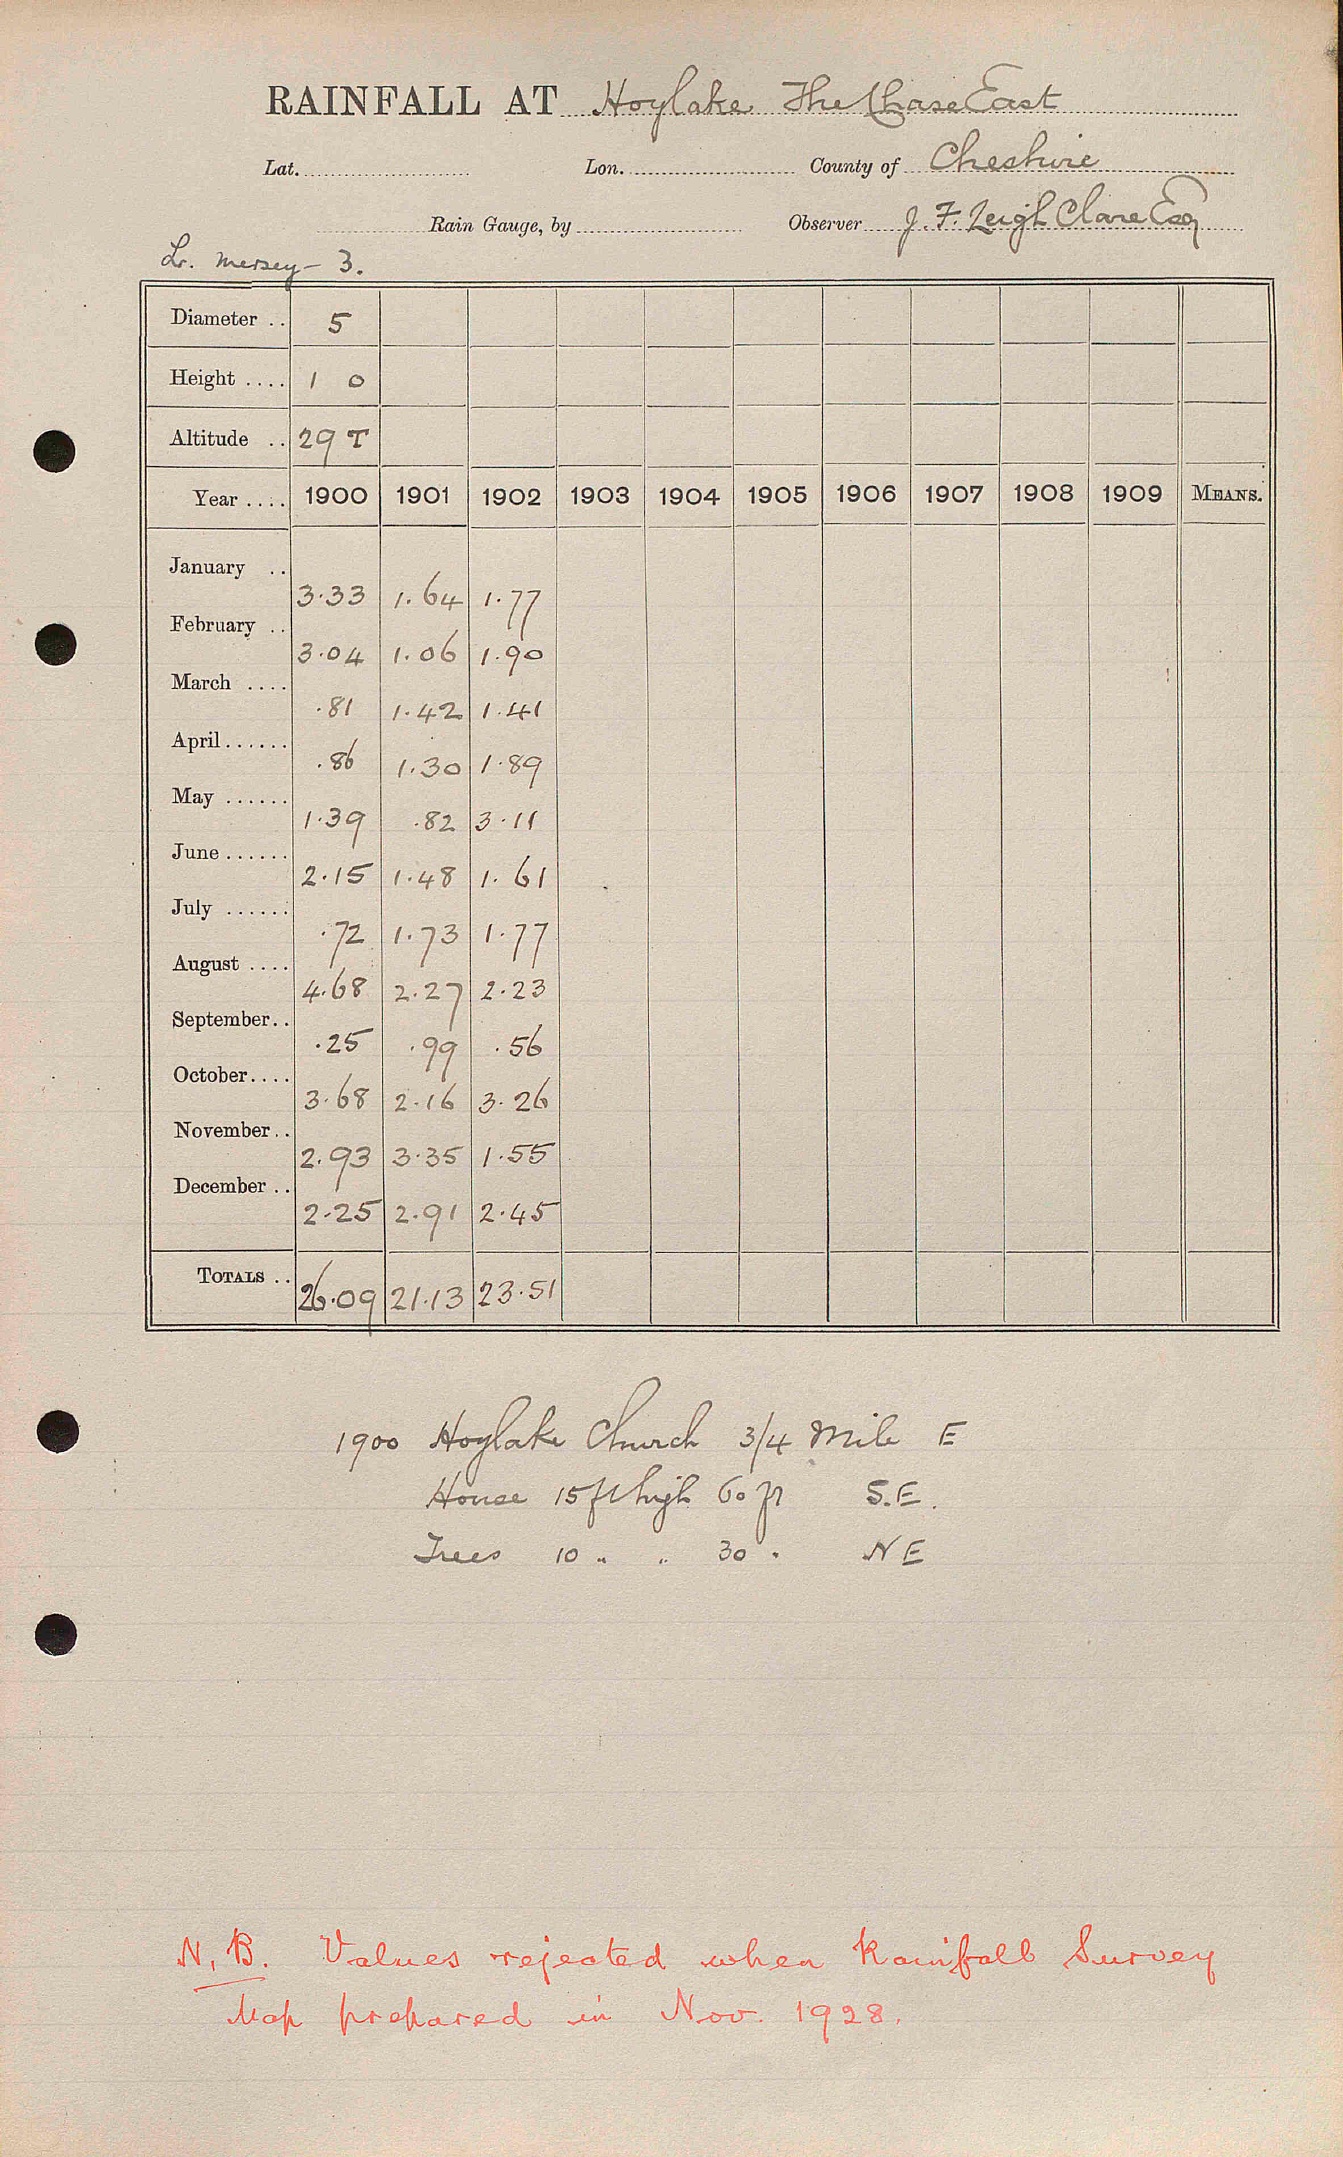 RAINFALL AT Hoylake The Chase East
Lat. Lon. County of Cheshire
Rain Gauge, by Observer J. F. Leigh Clare Esq
Lr. Mersey - 3.
Diameter .. 5
Height .... 1 0
Altitude .. 29 T
Year .... 1900 1901 1902 1903 1904 1905 1906 1907 1908 1909 MEANS.
January .. 3.33 1.64 1.77
February .. 3.04 1.06 1.90
March .... .81 1.42 1.41
April ...... .86 1.30 1.89
May ...... 1.39 .82 3.11
June ...... 2.15 1.48 1.61
July ...... .72 1.73 1.77
August .... 4.68 2.27 2.23
September.. .25 .99 .56
October.... 3.68 2.16 3.26
November.. 2.93 3.35 1.55
December .. 2.25 2.91 2.45
TOTALS .. 26.09 21.13 23.51
1900 Hoylake Church 3/4 Mile E
House 15 ft high 60 ft S.E.
Trees 10 " " 30 " NE
N.B. Values rejected when Rainfall Survey
Map prepared in Nov. 1928.